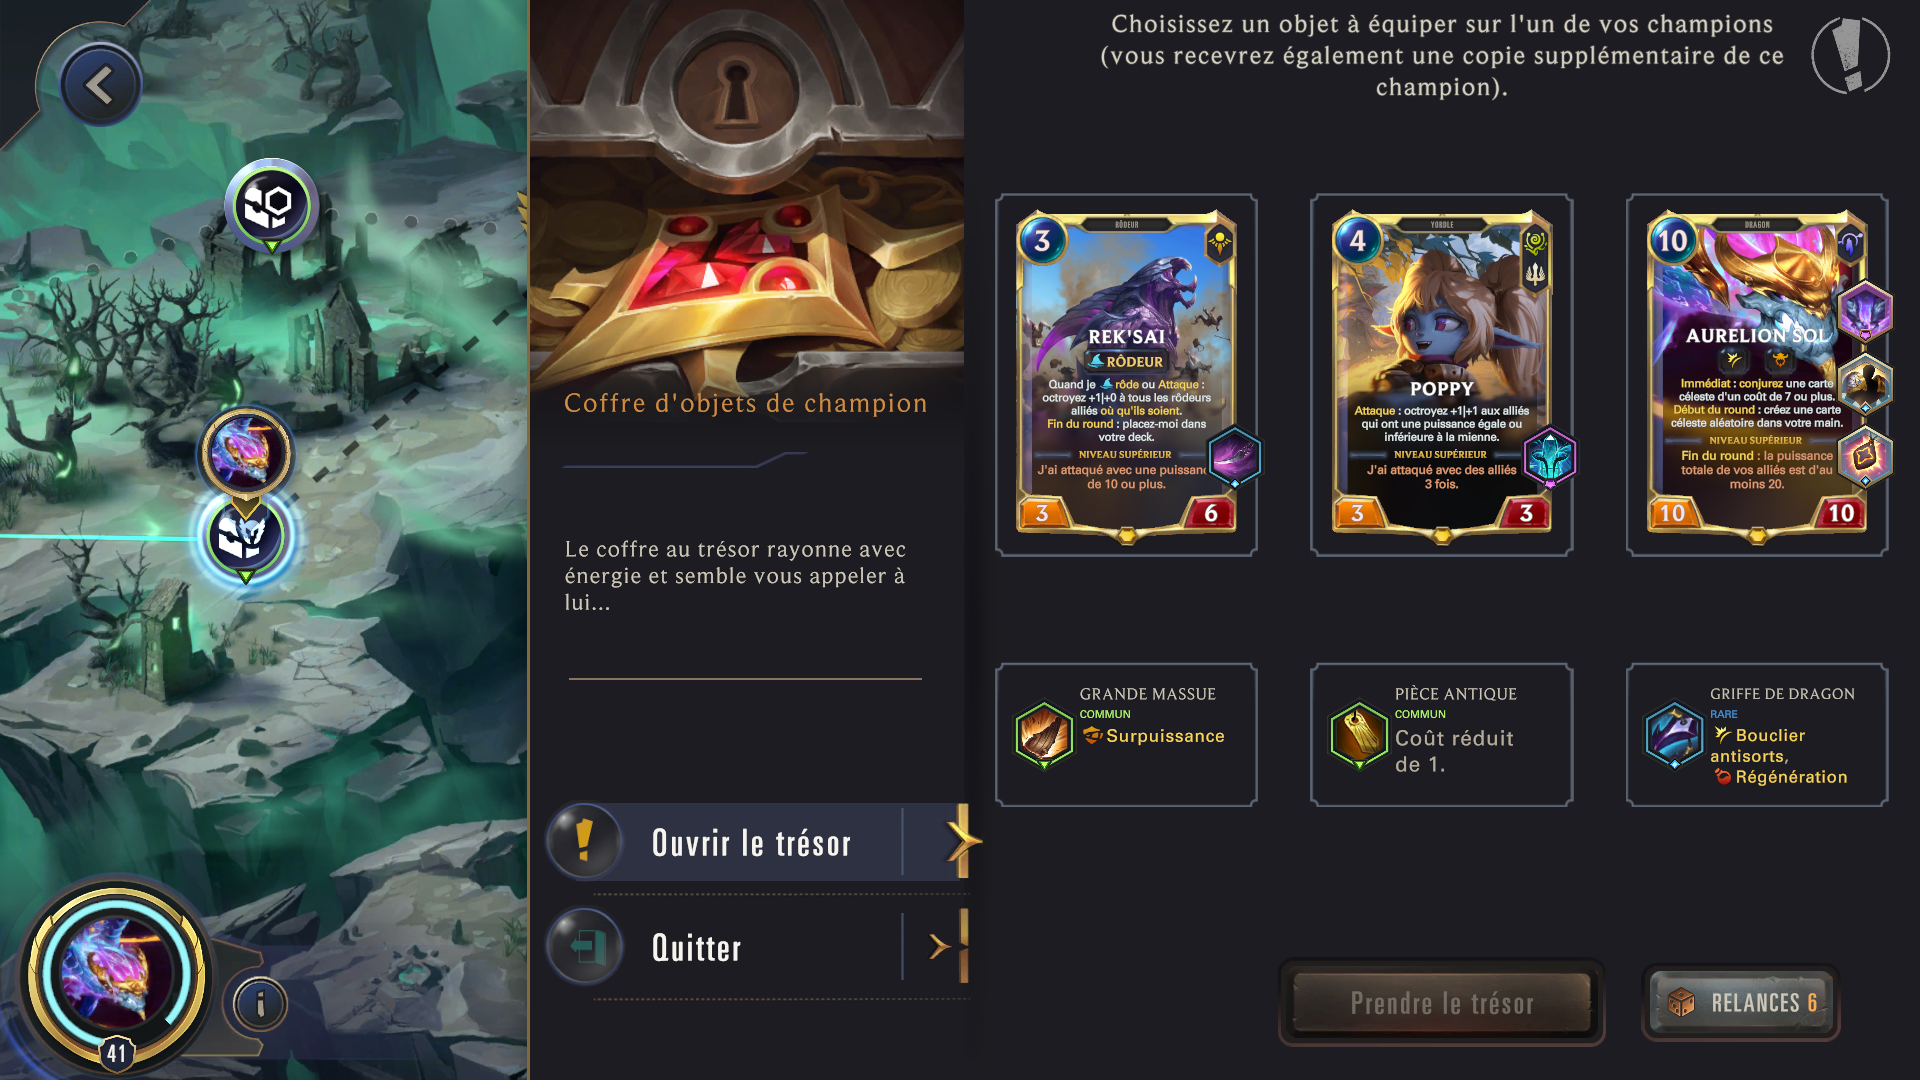 Choisissez un objet à équiper sur l'un de vos champions
(vous recevrez également une copie supplémentaire de ce
champion).
Coffre d'objets de champion
Le coffre au trésor rayonne avec
énergie et semble vous appeler à
lui...
Ouvrir le trésor
Quitter
41
3
RÔDEUR
REK'SAI
RÔDEUR
Quand je rôde ou Attaque :
octroyez +1|+0 à tous les rôdeurs
alliés où qu'ils soient.
Fin du round : placez-moi dans
votre deck.
NIVEAU SUPÉRIEUR
J'ai attaqué avec une puissanc
de 10 ou plus.
3
6
4
YORDLE
POPPY
Attaque : octroyez +1|+1 aux alliés
qui ont une puissance égale ou
inférieure à la mienne.
NIVEAU SUPÉRIEUR
J'ai attaqué avec des alliés
3 fois.
3
3
10
DRAGON
AURELION SOL
Immédiat : conjurez une carte
céleste d'un coût de 7 ou plus.
Début du round : créez une carte
céleste aléatoire dans votre main.
NIVEAU SUPÉRIEUR
Fin du round : la puissance
totale de vos alliés est d'au
moins 20.
10
10
GRANDE MASSUE
COMMUN
Surpuissance
PIÈCE ANTIQUE
COMMUN
Coût réduit
de 1.
GRIFFE DE DRAGON
RARE
Bouclier
antisorts,
Régénération
Prendre le trésor
RELANCES 6